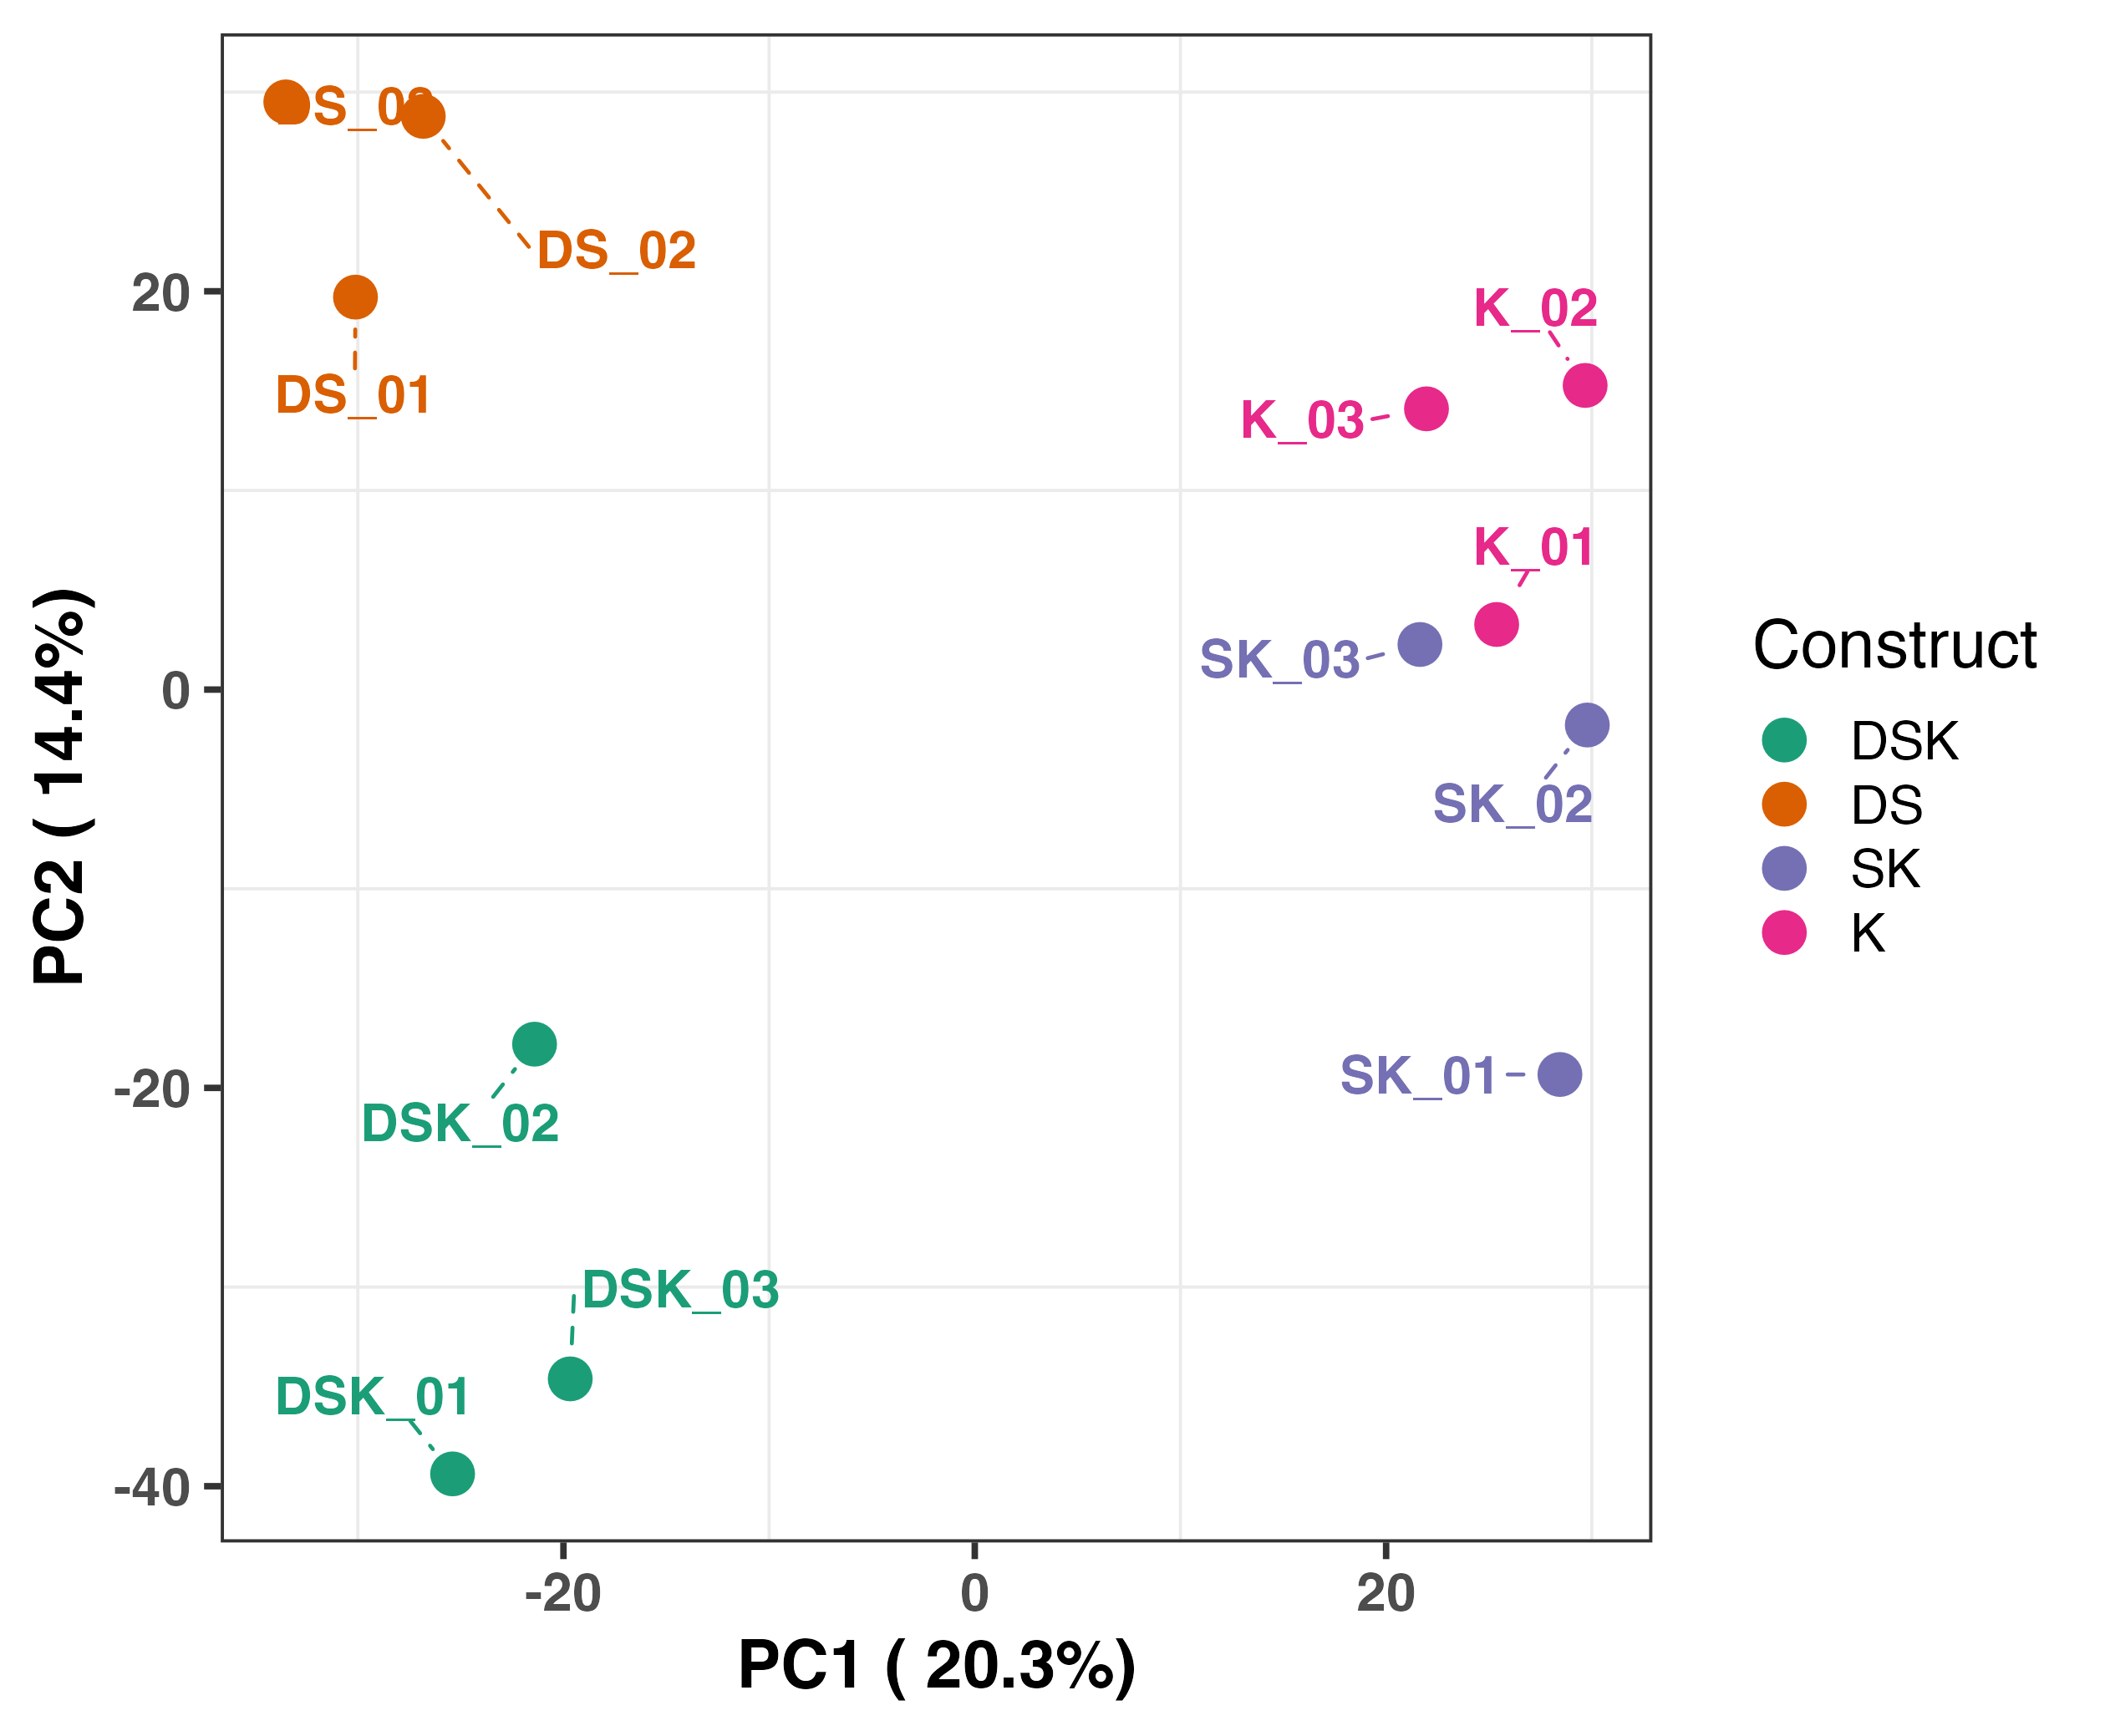 DS_02
20
K_02
DS_01
K_03
K_01
SK_03
0
SK_02
SK_01
-20
DSK_02
DSK_03
DSK_01
-40
-20
0
20
PC1 ( 20.3%)
PC2 ( 14.4%)
Construct
DSK
DS
SK
K